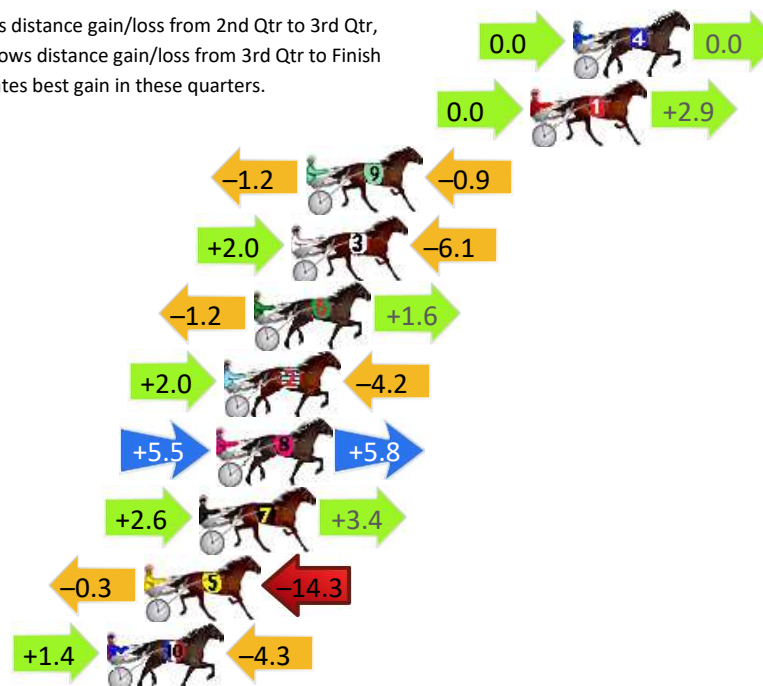 s distance gain/loss from 2nd Qtr to 3rd Qtr,
ows distance gain/loss from 3rd Qtr to Finish
ates best gain in these quarters.
0.0 4 0.0
0.0 1 +2.9
–1.2 9 –0.9
+2.0 3 –6.1
–1.2 6 +1.6
+2.0 2 –4.2
+5.5 8 +5.8
+2.6 7 +3.4
–0.3 5 –14.3
+1.4 –4.3